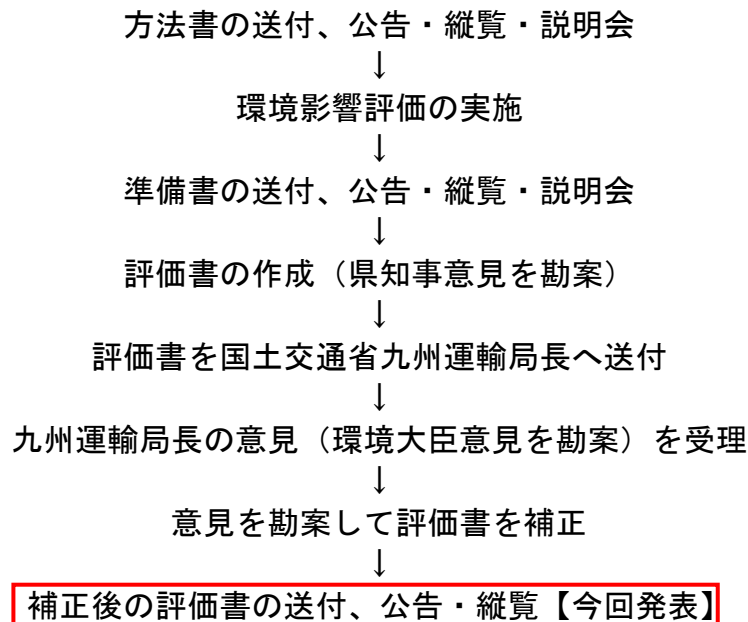 方法書の送付、公告・縦覧・説明会
↓
環境影響評価の実施
↓
準備書の送付、公告・縦覧・説明会
↓
評価書の作成（県知事意見を勘案）
↓
評価書を国土交通省九州運輸局長へ送付
↓
九州運輸局長の意見（環境大臣意見を勘案）を受理
↓
意見を勘案して評価書を補正
↓
補正後の評価書の送付、公告・縦覧【今回発表】